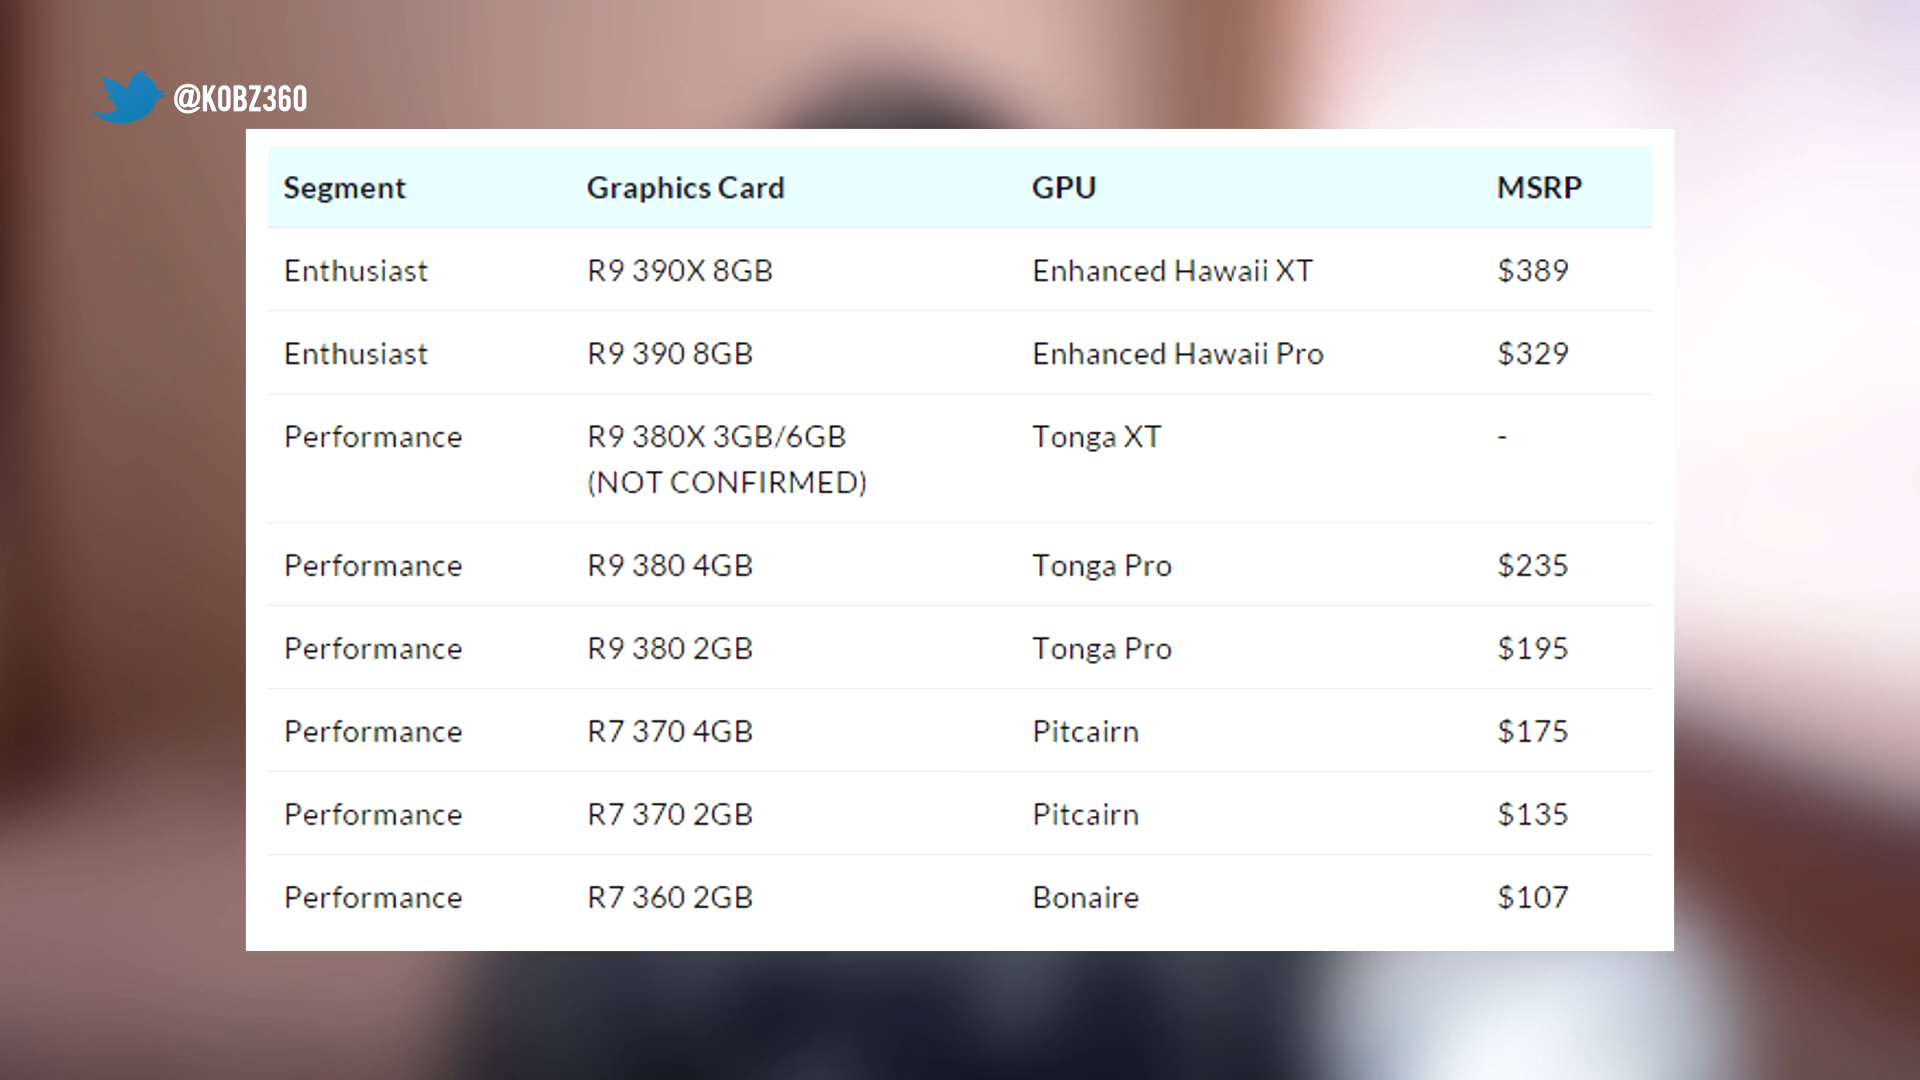 @KOBZ360
Segment Graphics Card GPU MSRP
Enthusiast R9 390X 8GB Enhanced Hawaii XT $389
Enthusiast R9 390 8GB Enhanced Hawaii Pro $329
Performance R9 380X 3GB/6GB Tonga XT -
(NOT CONFIRMED)
Performance R9 380 4GB Tonga Pro $235
Performance R9 380 2GB Tonga Pro $195
Performance R7 370 4GB Pitcairn $175
Performance R7 370 2GB Pitcairn $135
Performance R7 360 2GB Bonaire $107